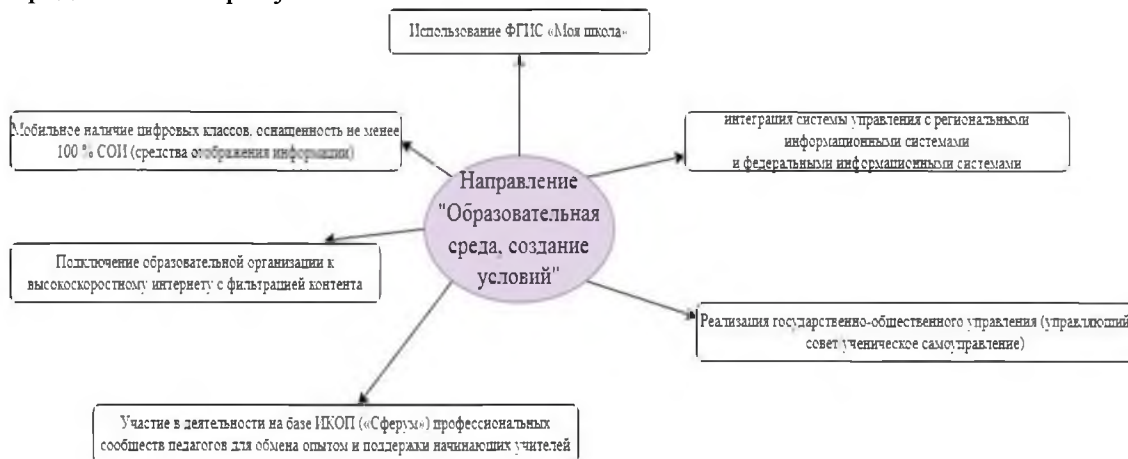 Использование ФГИС «Моя школа»
Мобильное наличие цифровых классов, оснащенность не менее
100 % СОИ (средства отображения информации)
интеграция системы управления с региональными
информационными системами
и федеральными информационными системами
Направление
"Образовательная
среда, создание
условий"
Подключение образовательной организации к
высокоскоростному интернету с фильтрацией контента
Реализация государственно-общественного управления (управляющий
совет ученическое самоуправление)
Участие в деятельности на базе ИКОП («Сферум») профессиональных
сообществ педагогов для обмена опытом и поддержки начинающих учителей